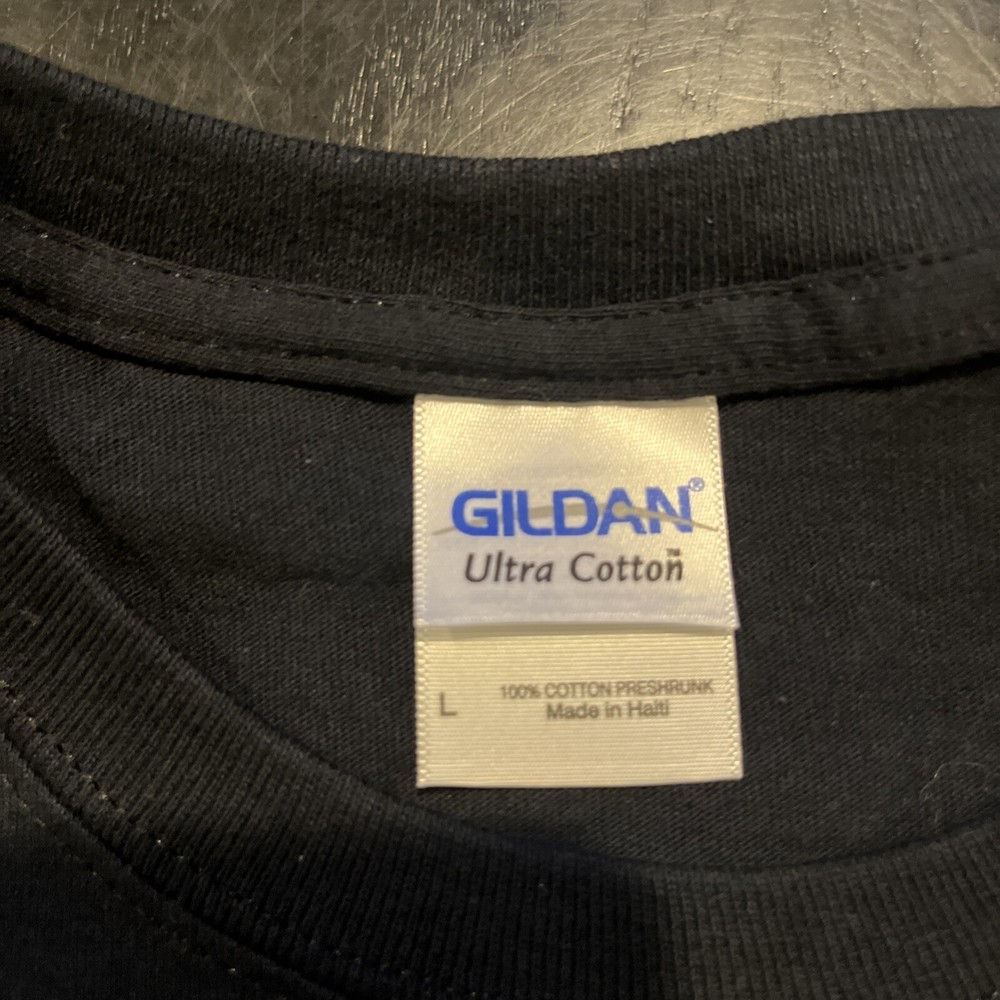 GILDAN®
Ultra Cotton™
L
100% COTTON PRESHRUNK
Made in Haiti